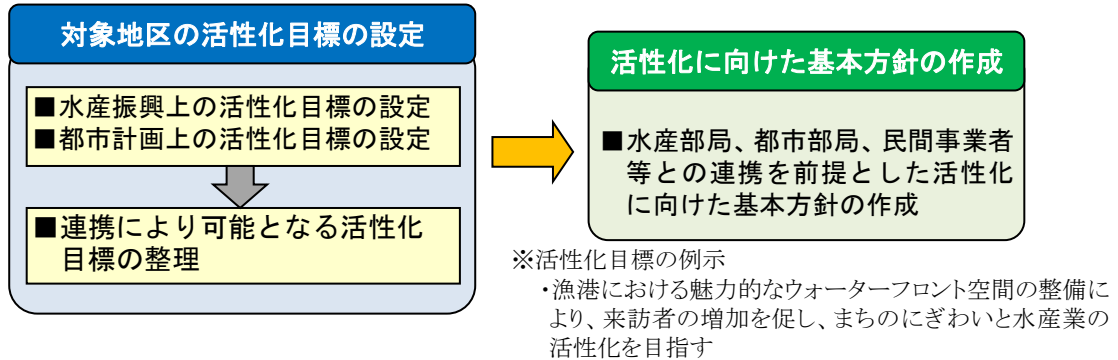 対象地区の活性化目標の設定
■水産振興上の活性化目標の設定
■都市計画上の活性化目標の設定
■連携により可能となる活性化
目標の整理
活性化に向けた基本方針の作成
■水産部局、都市部局、民間事業者
等との連携を前提とした活性化
に向けた基本方針の作成
※活性化目標の例示
・漁港における魅力的なウォーターフロント空間の整備に
より、来訪者の増加を促し、まちのにぎわいと水産業の
活性化を目指す